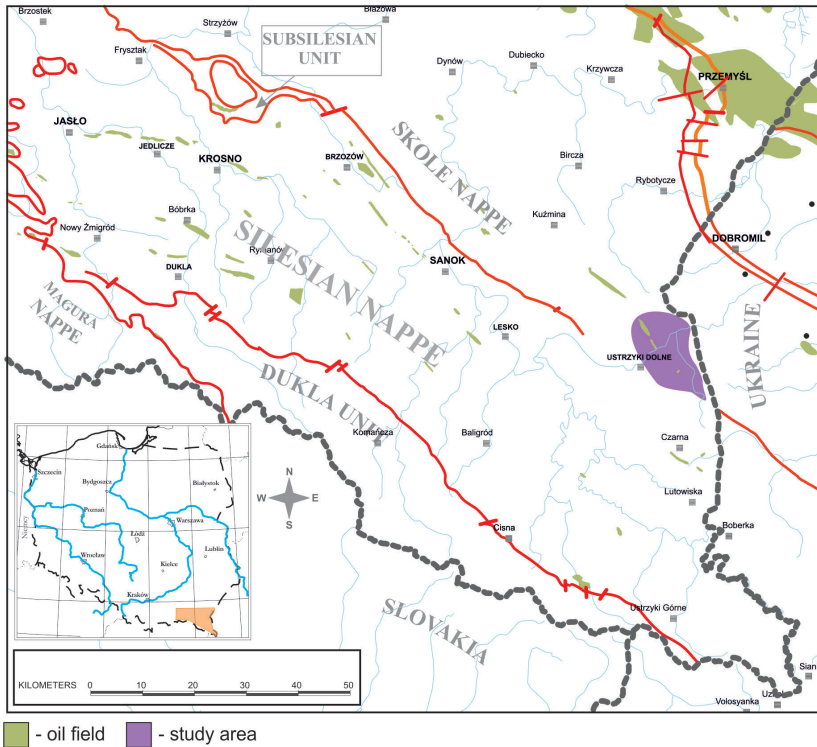 Brzostek
Strzyżów
Błażowa
Frysztak
SUBSILESIAN
UNIT
Dynów
Dubiecko
Krzywcza
PRZEMYŚL
JASŁO
JEDLICZE
KROSNO
BRZOZÓW
SKOLE NAPPE
Bircza
Rybotycze
Bóbrka
Kuźmina
Nowy Żmigród
Rymanów
SILESIAN NAPPE
SANOK
DOBROMIL
DUKLA
MAGURA
NAPPE
LESKO
USTRZYKI DOLNE
UKRAINE
DUKLA UNIT
Komańcza
Baligród
Czarna
Lutowiska
Cisna
Boberka
SLOVAKIA
Ustrzyki Górne
Sian
Volosyanka
Gdańsk
Szczecin
Bydgoszcz
Białystok
Niemcy
Poznań
Warszawa
Łódź
Wrocław
Kielce
Lublin
Kraków
N
W E
S
KILOMETERS 0 10 20 30 40 50
- oil field - study area